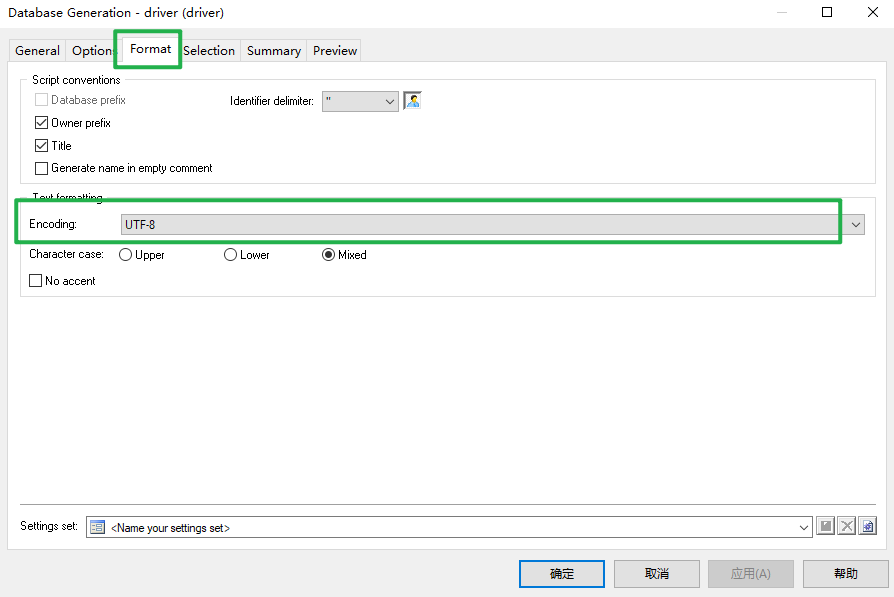 Database Generation - driver (driver)
General Options Format Selection Summary Preview
Script conventions
Database prefix Identifier delimiter: "
Owner prefix
Title
Generate name in empty comment
Text formatting
Encoding: UTF-8
Character case: Upper Lower Mixed
No accent
Settings set: <Name your settings set>
确定 取消 应用(A) 帮助